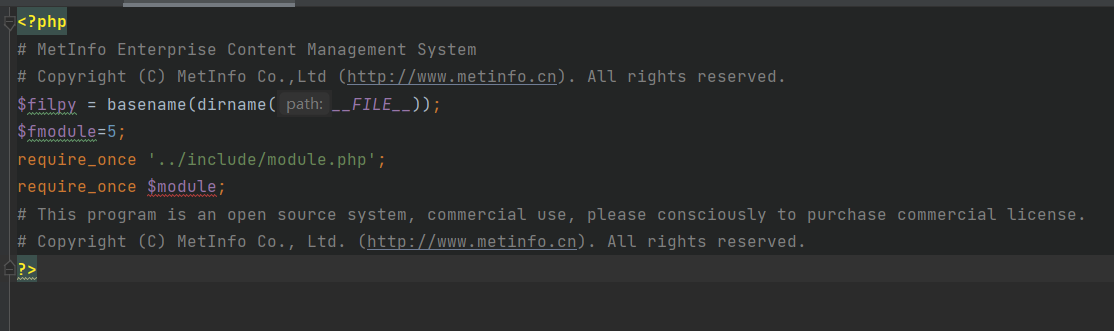 <?php
# MetInfo Enterprise Content Management System
# Copyright (C) MetInfo Co.,Ltd (http://www.metinfo.cn). All rights reserved.
$filpy = basename(dirname( path: __FILE__));
$fmodule=5;
require_once '../include/module.php';
require_once $module;
# This program is an open source system, commercial use, please consciously to purchase commercial license.
# Copyright (C) MetInfo Co., Ltd. (http://www.metinfo.cn). All rights reserved.
?>